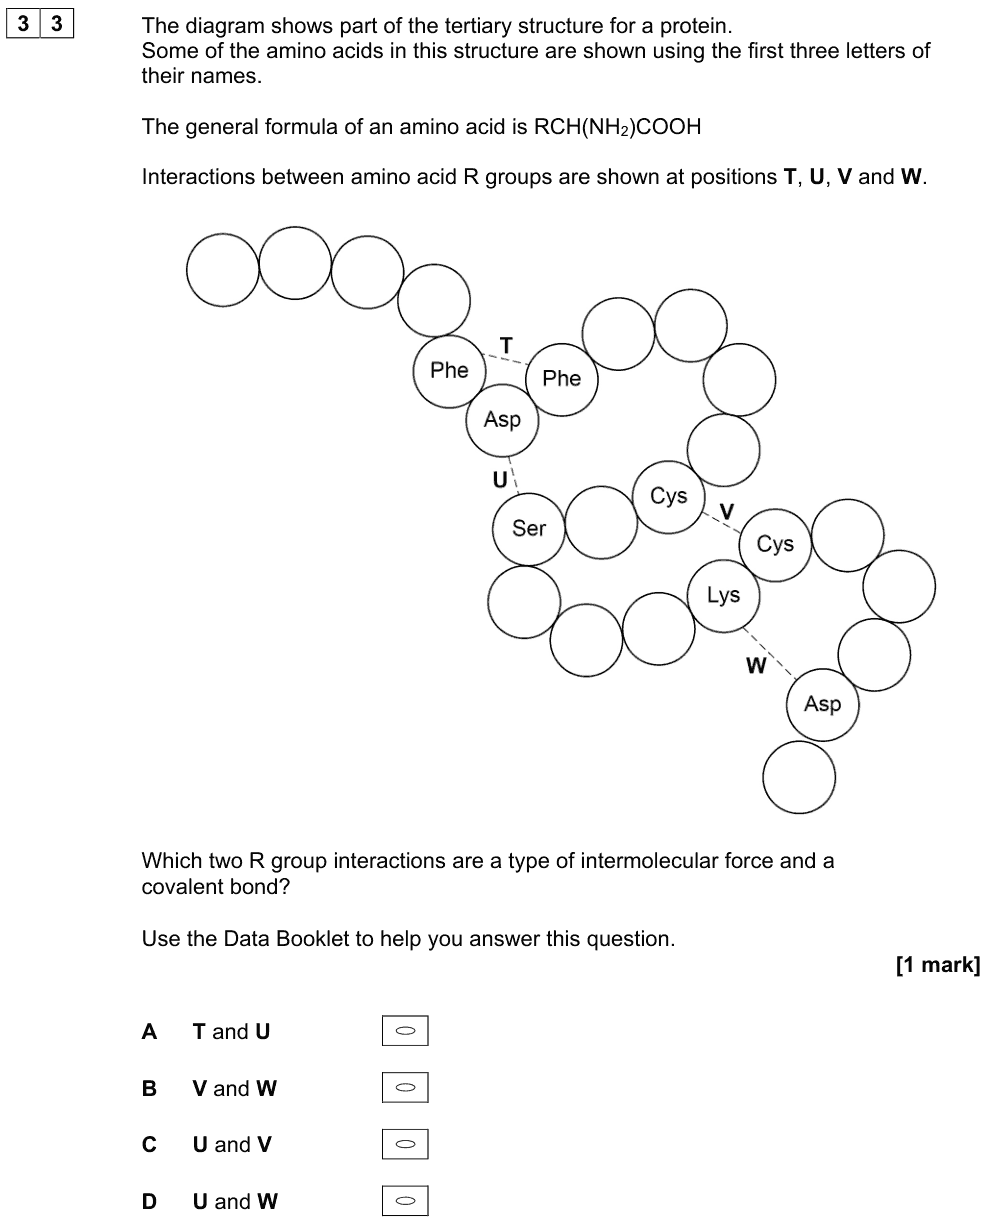 3 3
The diagram shows part of the tertiary structure for a protein.
Some of the amino acids in this structure are shown using the first three letters of
their names.
The general formula of an amino acid is RCH(NH₂)COOH
Interactions between amino acid R groups are shown at positions T, U, V and W.
T
Phe
Phe
Asp
U
Cys
V
Ser
Cys
Lys
W
Asp
Which two R group interactions are a type of intermolecular force and a
covalent bond?
Use the Data Booklet to help you answer this question.
[1 mark]
A T and U
B V and W
C U and V
D U and W